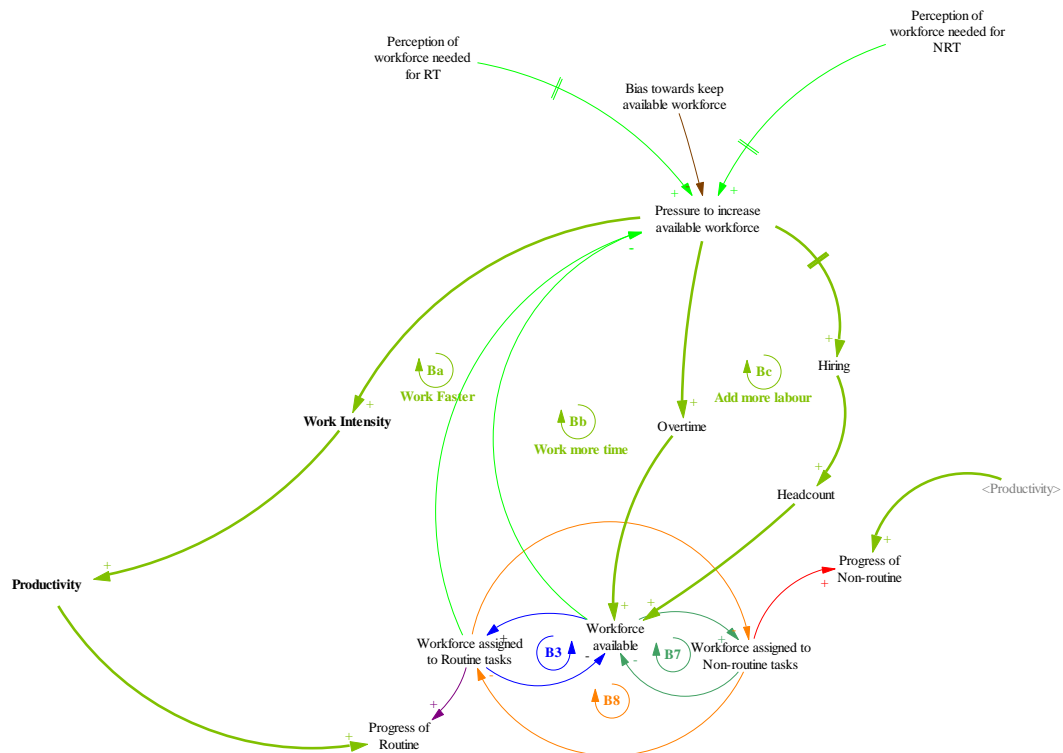 Perception of
workforce needed
for RT
Perception of
workforce needed for
NRT
Bias towards keep
available workforce
+
+
Pressure to increase
available workforce
-
+
Hiring
Ba
Work Faster
Bc
Add more labour
+
Work Intensity
+
Overtime
Bb
Work more time
+
Headcount
<Productivity>
+
Productivity
+
Progress of
Non-routine
+
+
+
Workforce
available
+
Workforce assigned
to Routine tasks
B3
-
-
B7
+
+
Workforce assigned to
Non-routine tasks
-
B8
+
Progress of
Routine
+